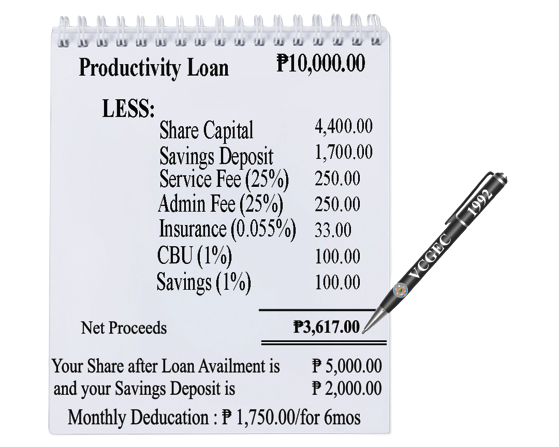 Productivity Loan ₱10,000.00
LESS:
Share Capital 4,400.00
Savings Deposit 1,700.00
Service Fee (25%) 250.00
Admin Fee (25%) 250.00
Insurance (0.055%) 33.00
CBU (1%) 100.00
Savings (1%) 100.00
Net Proceeds ₱3,617.00
Your Share after Loan Availment is ₱ 5,000.00
and your Savings Deposit is ₱ 2,000.00
Monthly Deducation : ₱ 1,750.00/for 6mos
VCGEC 1992